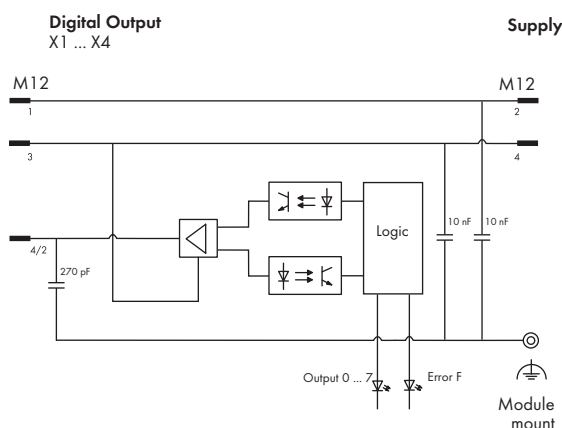 Digital Output
X1 ... X4
Supply
M12
M12
1
2
3
4
10 nF
10 nF
Logic
4/2
270 pF
Output 0 ... 7
Error F
Module
mount